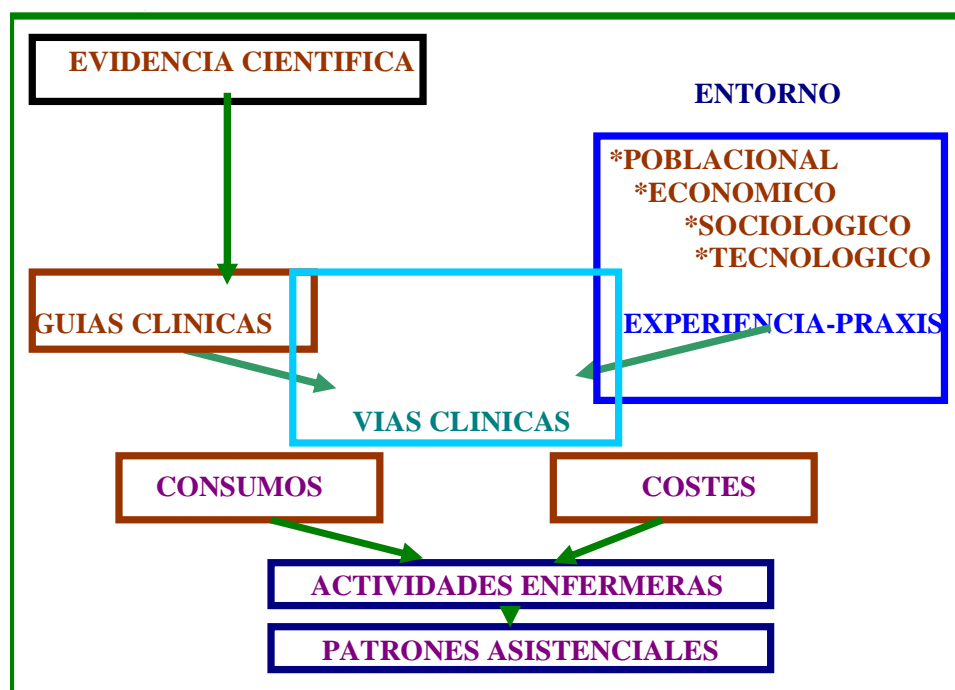 EVIDENCIA CIENTIFICA
ENTORNO
*POBLACIONAL
*ECONOMICO
*SOCIOLOGICO
*TECNOLOGICO
GUIAS CLINICAS
EXPERIENCIA-PRAXIS
VIAS CLINICAS
CONSUMOS
COSTES
ACTIVIDADES ENFERMERAS
PATRONES ASISTENCIALES